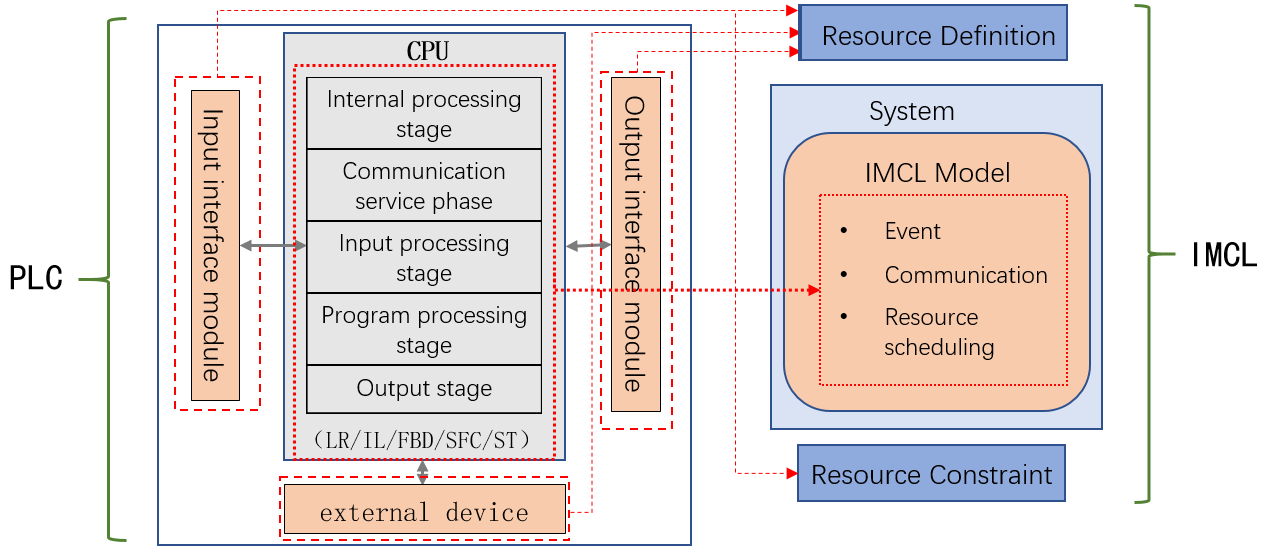 PLC
Input interface module
CPU
Internal processing
stage
Communication
service phase
Input processing
stage
Program processing
stage
Output stage
(LR/IL/FBD/SFC/ST)
external device
Output interface module
Resource Definition
System
IMCL Model
• Event
• Communication
• Resource
scheduling
Resource Constraint
IMCL